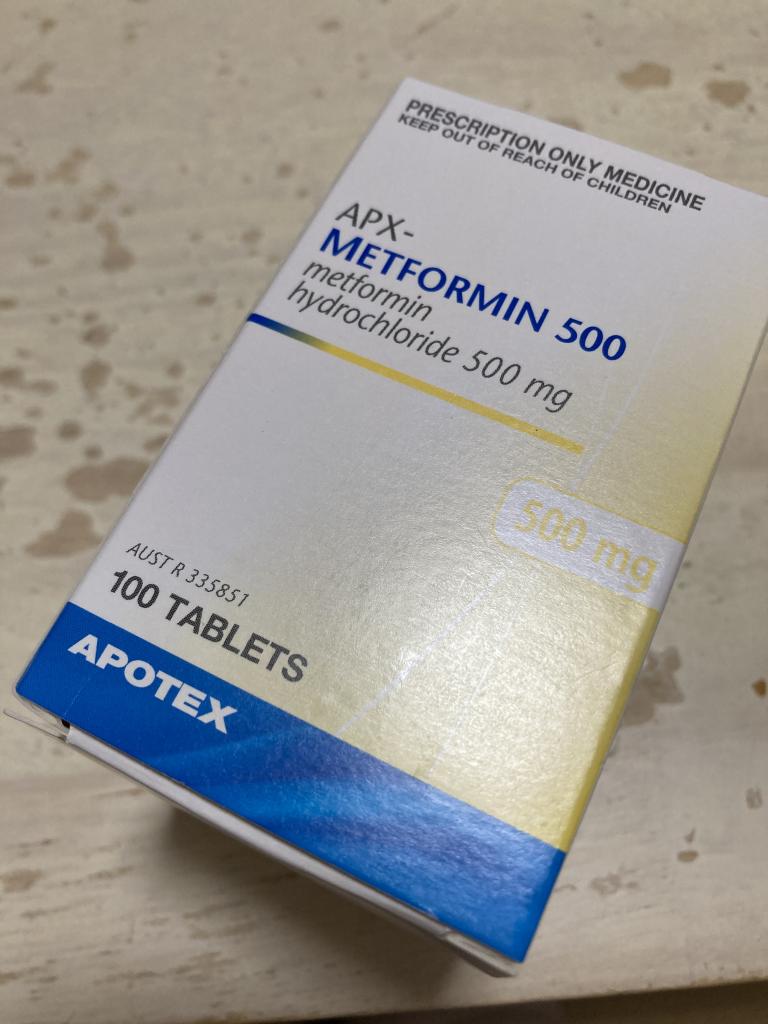 PRESCRIPTION ONLY MEDICINE
KEEP OUT OF REACH OF CHILDREN
APX-
METFORMIN 500
metformin
hydrochloride 500 mg
500 mg
AUST R 335851
100 TABLETS
APOTEX